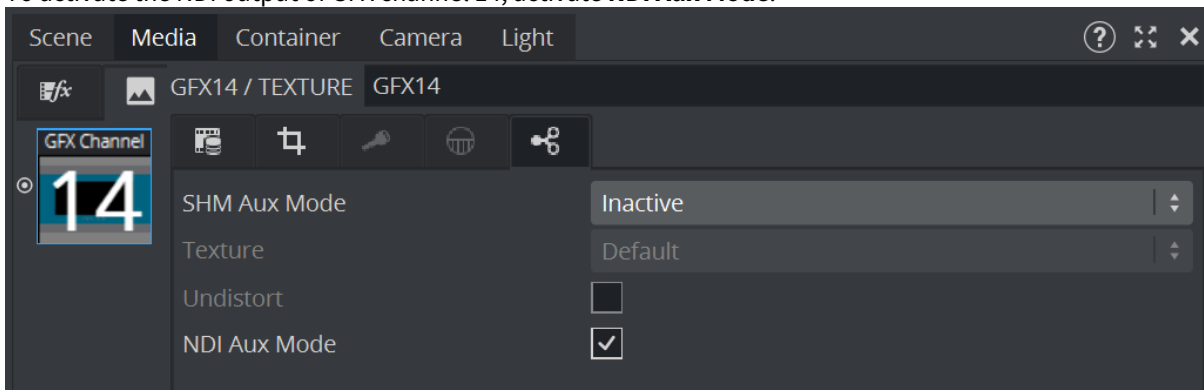 To activate the NDI output of GFX channel 14, activate NDI Aux Mode.
Scene Media Container Camera Light ?
fx GFX14 / TEXTURE GFX14
GFX Channel
14
SHM Aux Mode Inactive
Texture Default
Undistort
NDI Aux Mode